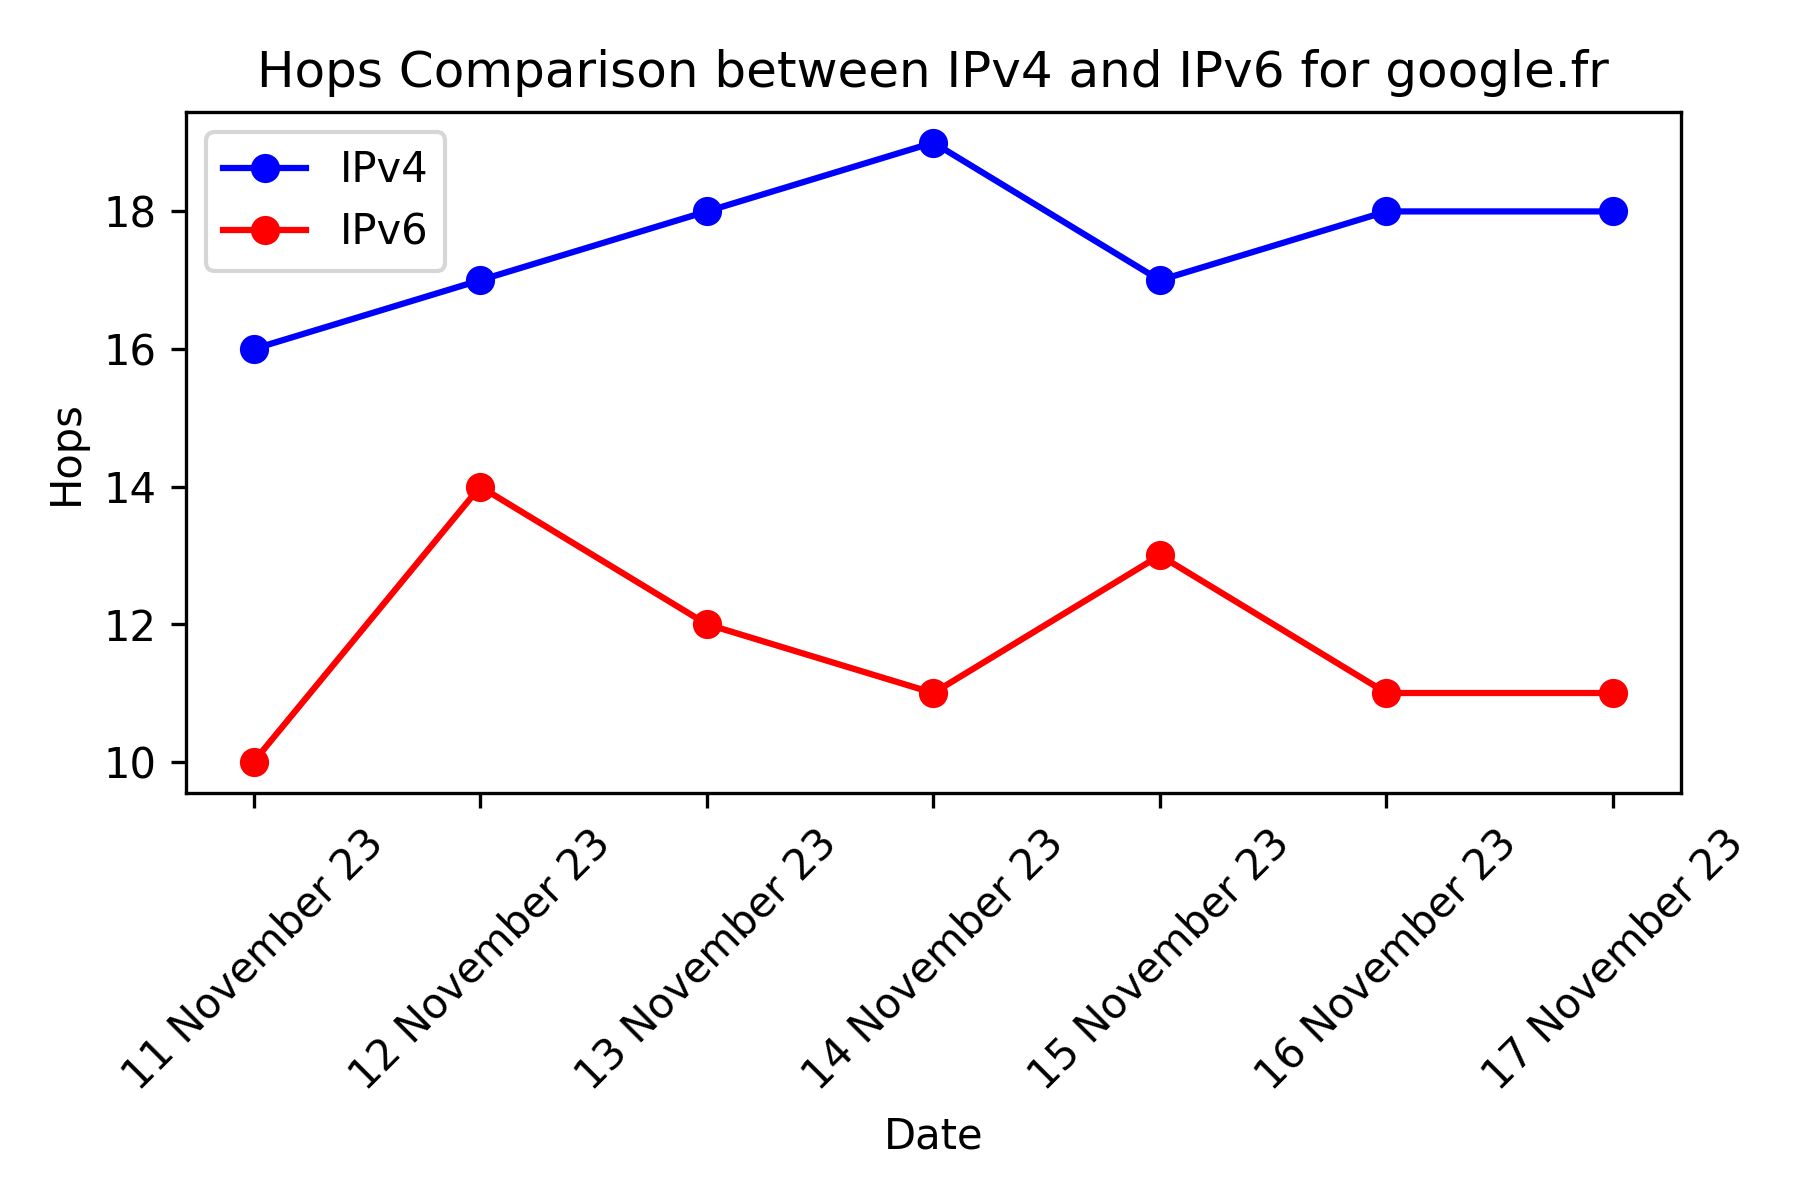 Hops Comparison between IPv4 and IPv6 for google.fr
IPv4
IPv6
18
16
14
12
10
Hops
11 November 23
12 November 23
13 November 23
14 November 23
15 November 23
16 November 23
17 November 23
Date